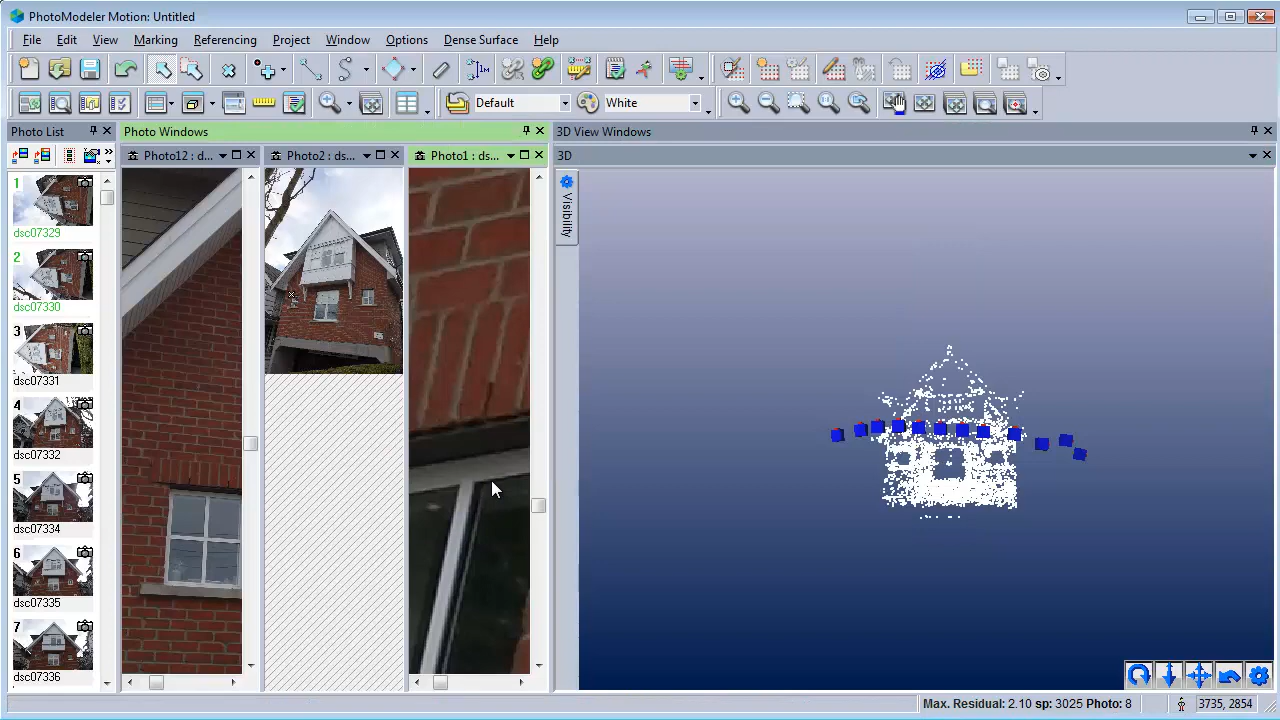 PhotoModeler Motion: Untitled
File Edit View Marking Referencing Project Window Options Dense Surface Help
1M
Default White
Photo List Photo Windows 3D View Windows
Photo12 : d... Photo2 : ds... Photo1 : ds... 3D
1
dsc07329
2
dsc07330
3
dsc07331
4
dsc07332
5
dsc07334
6
dsc07335
7
dsc07336
Visibility
Max. Residual: 2.10 sp: 3025 Photo: 8 3735, 2854